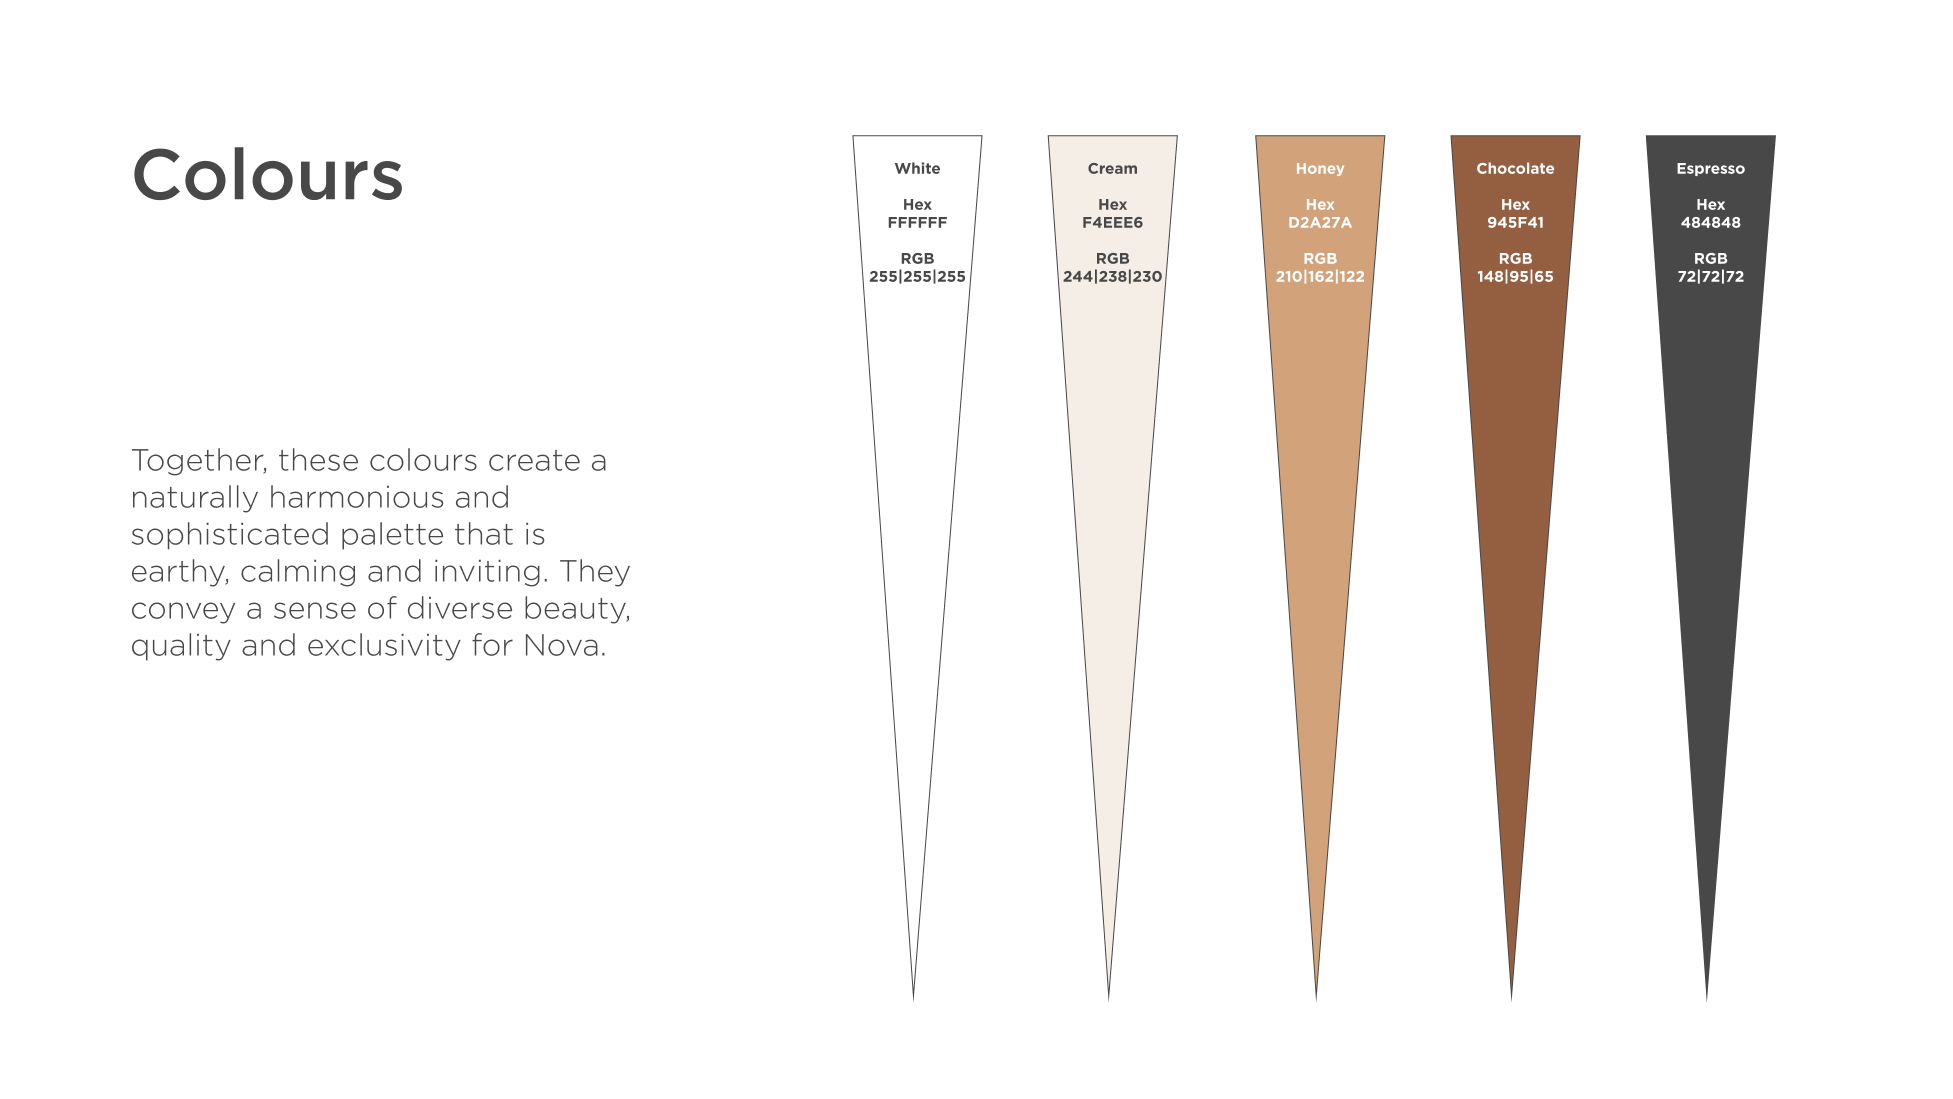 Colours
Together, these colours create a
naturally harmonious and
sophisticated palette that is
earthy, calming and inviting. They
convey a sense of diverse beauty,
quality and exclusivity for Nova.
White
Hex
FFFFFF
RGB
255|255|255
Cream
Hex
F4EEE6
RGB
244|238|230
Honey
Hex
D2A27A
RGB
210|162|122
Chocolate
Hex
945F41
RGB
148|95|65
Espresso
Hex
484848
RGB
72|72|72